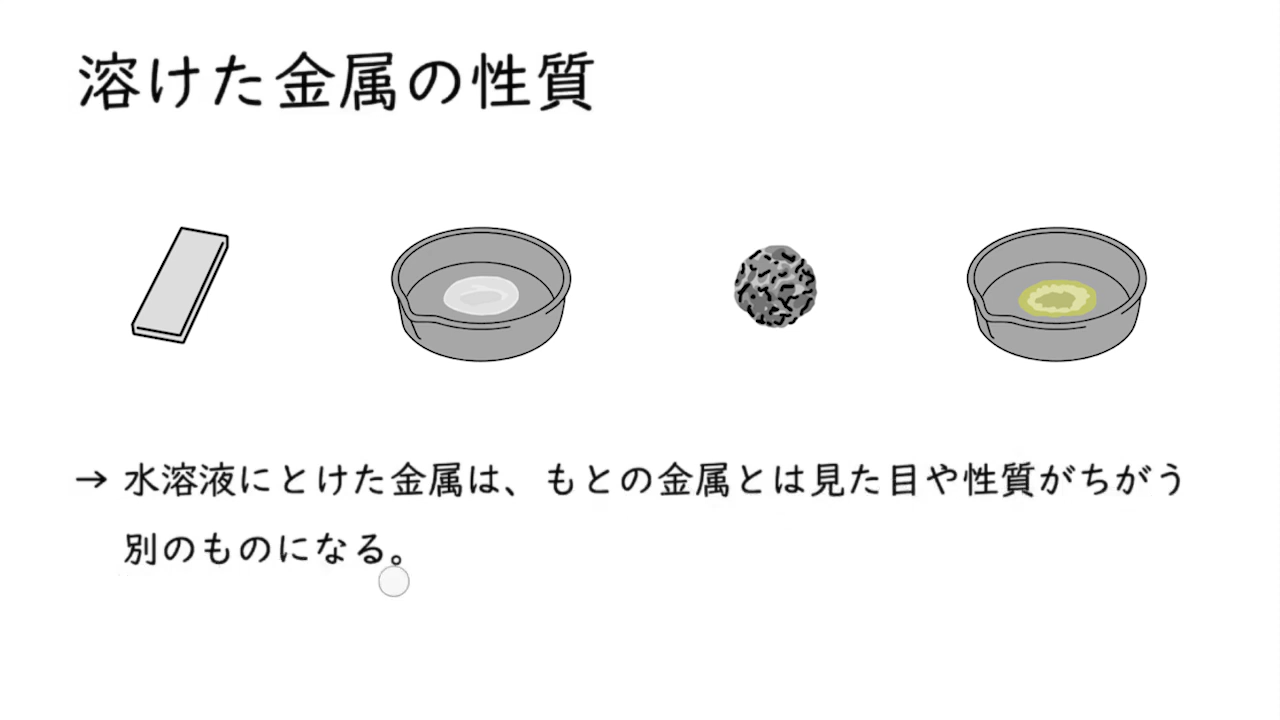 溶けた金属の性質
→ 水溶液にとけた金属は、もとの金属とは見た目や性質がちがう
別のものになる。